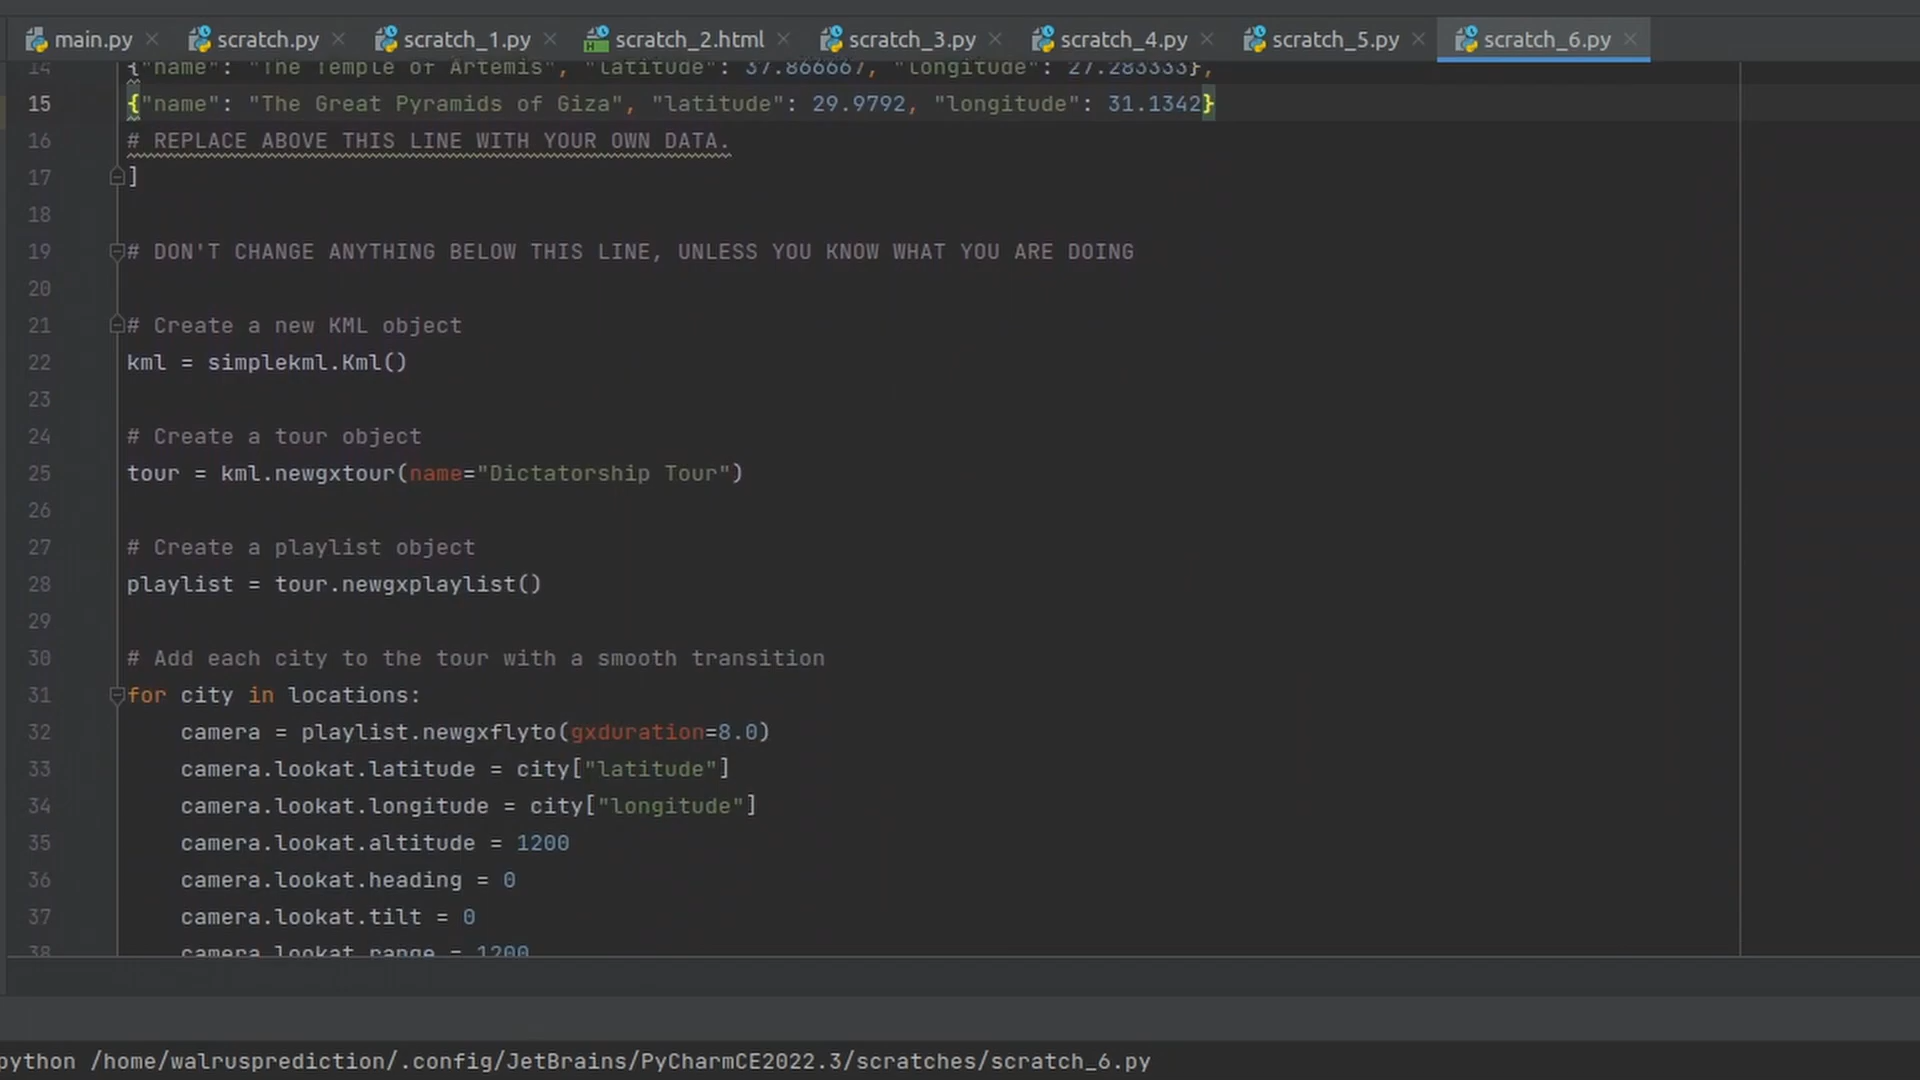 main.py scratch.py scratch_1.py scratch_2.html scratch_3.py scratch_4.py scratch_5.py scratch_6.py
14 {"name": "The Temple of Artemis", "latitude": 37.866667, "longitude": 27.283333},
15 {"name": "The Great Pyramids of Giza", "latitude": 29.9792, "longitude": 31.1342}
16 # REPLACE ABOVE THIS LINE WITH YOUR OWN DATA.
17 ]
18
19 # DON'T CHANGE ANYTHING BELOW THIS LINE, UNLESS YOU KNOW WHAT YOU ARE DOING
20
21 # Create a new KML object
22 kml = simplekml.Kml()
23
24 # Create a tour object
25 tour = kml.newgxtour(name="Dictatorship Tour")
26
27 # Create a playlist object
28 playlist = tour.newgxplaylist()
29
30 # Add each city to the tour with a smooth transition
31 for city in locations:
32 camera = playlist.newgxflyto(gxduration=8.0)
33 camera.lookat.latitude = city["latitude"]
34 camera.lookat.longitude = city["longitude"]
35 camera.lookat.altitude = 1200
36 camera.lookat.heading = 0
37 camera.lookat.tilt = 0
38 camera.lookat.range = 1200
python /home/walrusprediction/.config/JetBrains/PyCharmCE2022.3/scratches/scratch_6.py